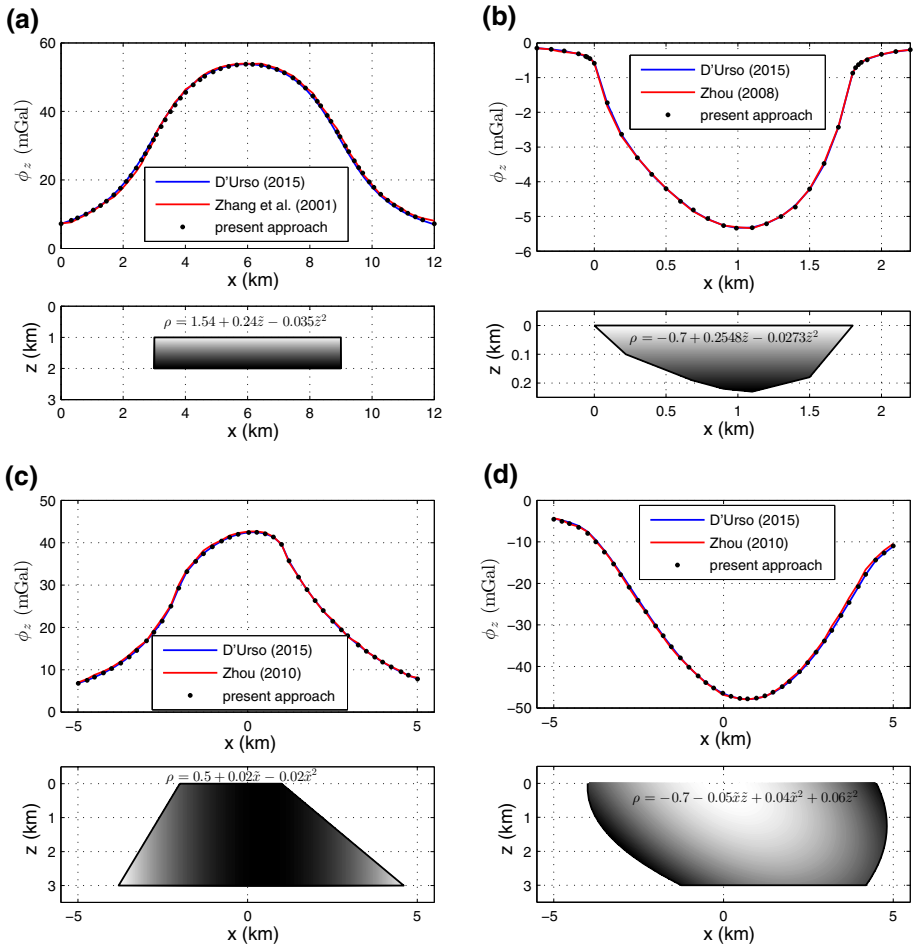 (a)
60
40
20
0
ϕ_z (mGal)
D'Urso (2015)
Zhang et al. (2001)
present approach
0 2 4 6 8 10 12
x (km)
0
1
2
3
z (km)
ρ = 1.54 + 0.24z̃ − 0.035z̃²
0 2 4 6 8 10 12
x (km)
(b)
0
−1
−2
−3
−4
−5
−6
ϕ_z (mGal)
D'Urso (2015)
Zhou (2008)
present approach
0 0.5 1 1.5 2
x (km)
0
0.1
0.2
z (km)
ρ = −0.7 + 0.2548z̃ − 0.0273z̃²
0 0.5 1 1.5 2
x (km)
(c)
50
40
30
20
10
0
ϕ_z (mGal)
D'Urso (2015)
Zhou (2010)
present approach
−5 0 5
x (km)
0
1
2
3
z (km)
ρ = 0.5 + 0.02x̃ − 0.02x̃²
−5 0 5
x (km)
(d)
0
−10
−20
−30
−40
−50
ϕ_z (mGal)
D'Urso (2015)
Zhou (2010)
present approach
−5 0 5
x (km)
0
1
2
3
z (km)
ρ = −0.7 − 0.05x̃z̃ + 0.04x̃² + 0.06z̃²
−5 0 5
x (km)